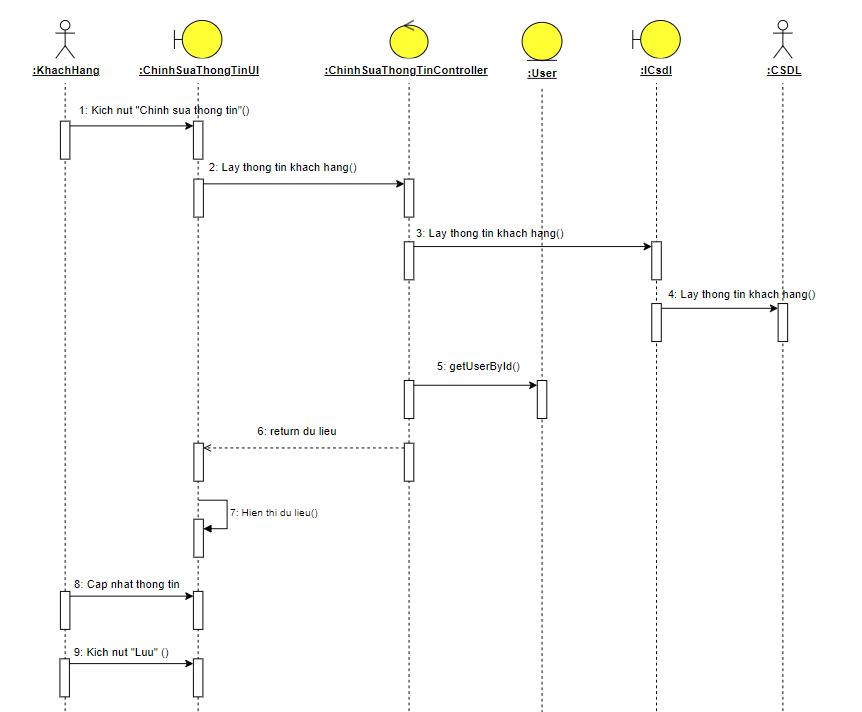 :KhachHang
:ChinhSuaThongTinUI
:ChinhSuaThongTinController
:User
:ICsdl
:CSDL
1: Kich nut "Chinh sua thong tin"()
2: Lay thong tin khach hang()
3: Lay thong tin khach hang()
4: Lay thong tin khach hang()
5: getUserById()
6: return du lieu
7: Hien thi du lieu()
8: Cap nhat thong tin
9: Kich nut "Luu" ()